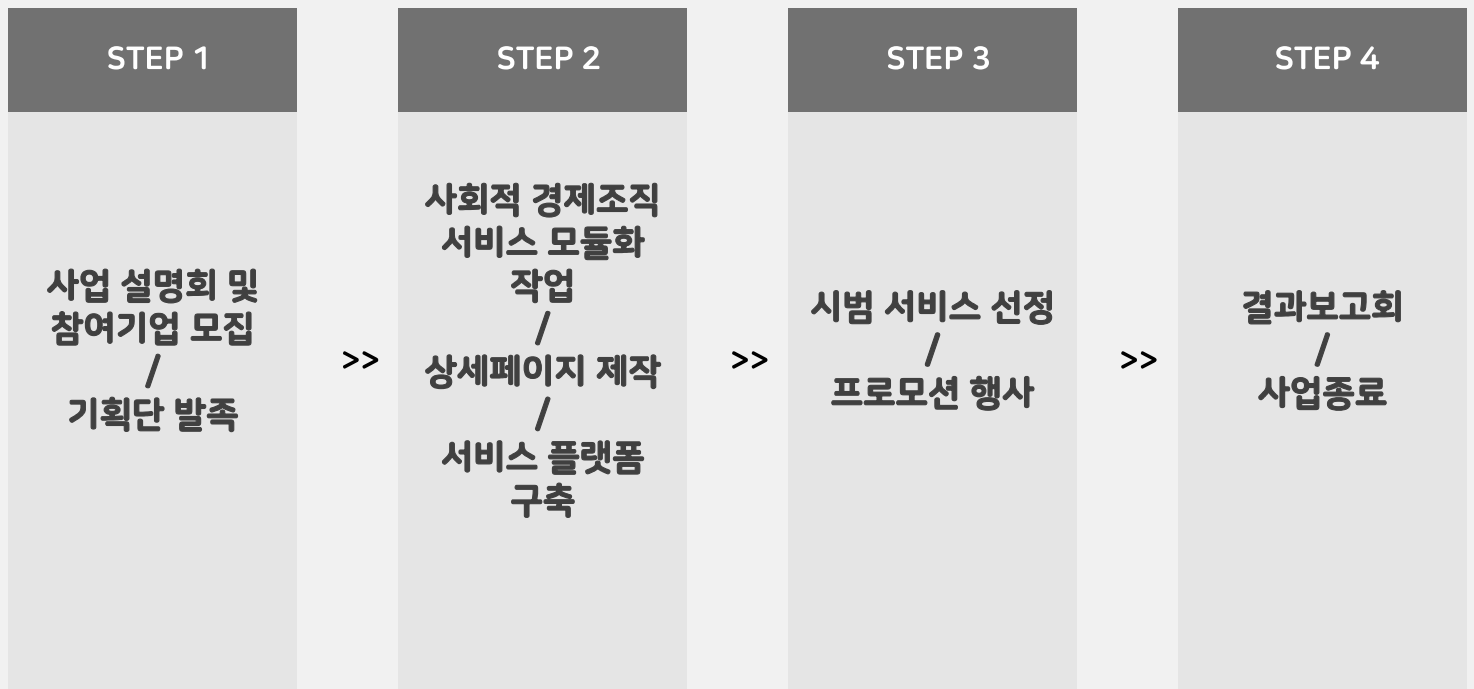 STEP 1
사업 설명회 및
참여기업 모집
/
기획단 발족
>>
STEP 2
사회적 경제조직
서비스 모듈화
작업
/
상세페이지 제작
/
서비스 플랫폼
구축
>>
STEP 3
시범 서비스 선정
/
프로모션 행사
>>
STEP 4
결과보고회
/
사업종료